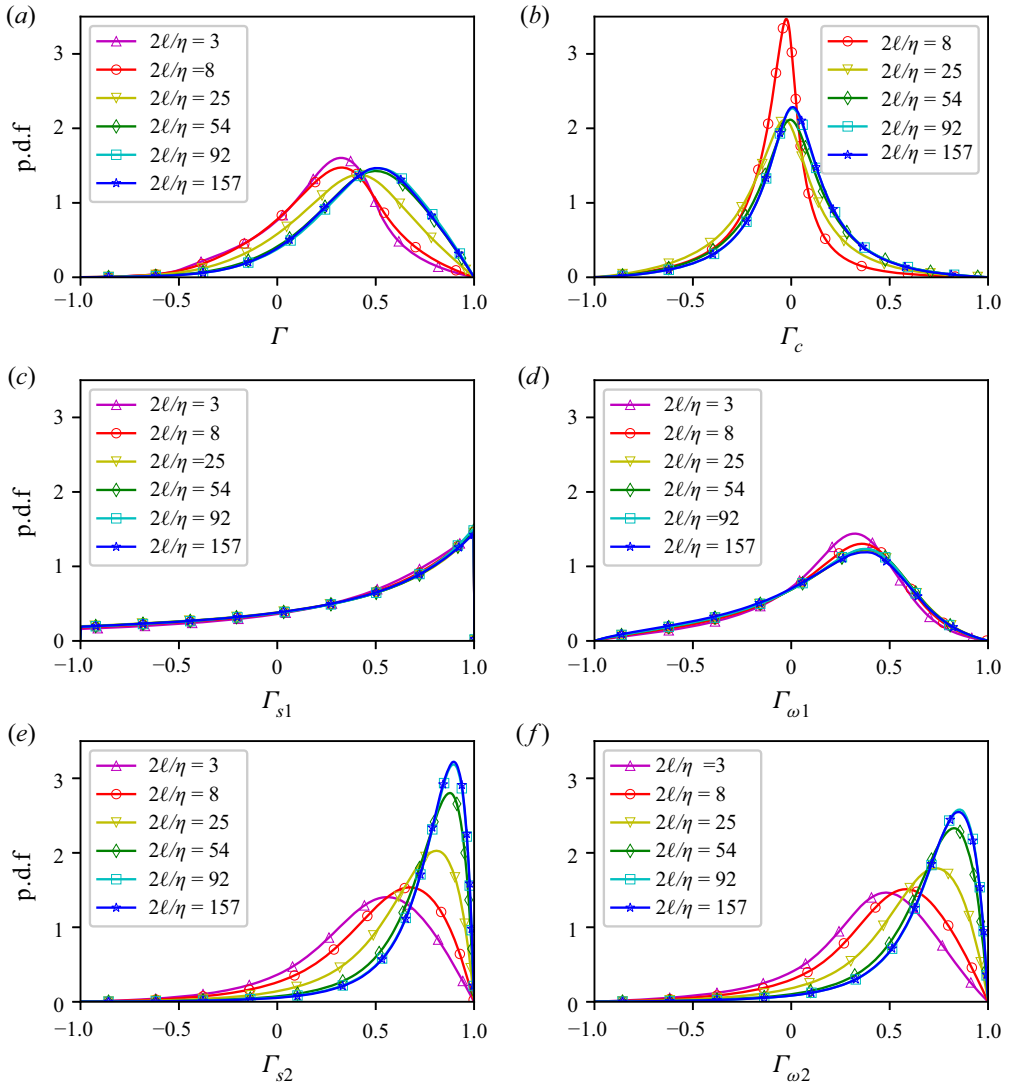 (a)
3
2
1
0
p.d.f
2ℓ/η = 3
2ℓ/η =8
2ℓ/η = 25
2ℓ/η = 54
2ℓ/η = 92
2ℓ/η = 157
−1.0 −0.5 0 0.5 1.0
Γ
(b)
3
2
1
0
2ℓ/η = 8
2ℓ/η = 25
2ℓ/η = 54
2ℓ/η = 92
2ℓ/η = 157
−1.0 −0.5 0 0.5 1.0
Γc
(c)
3
2
1
0
p.d.f
2ℓ/η = 3
2ℓ/η = 8
2ℓ/η =25
2ℓ/η = 54
2ℓ/η = 92
2ℓ/η = 157
−1.0 −0.5 0 0.5 1.0
Γs1
(d)
3
2
1
0
2ℓ/η = 3
2ℓ/η = 8
2ℓ/η = 25
2ℓ/η = 54
2ℓ/η =92
2ℓ/η = 157
−1.0 −0.5 0 0.5 1.0
Γω1
(e)
3
2
1
0
p.d.f
2ℓ/η = 3
2ℓ/η = 8
2ℓ/η = 25
2ℓ/η = 54
2ℓ/η = 92
2ℓ/η = 157
−1.0 −0.5 0 0.5 1.0
Γs2
(f)
3
2
1
0
2ℓ/η =3
2ℓ/η = 8
2ℓ/η = 25
2ℓ/η = 54
2ℓ/η = 92
2ℓ/η = 157
−1.0 −0.5 0 0.5 1.0
Γω2